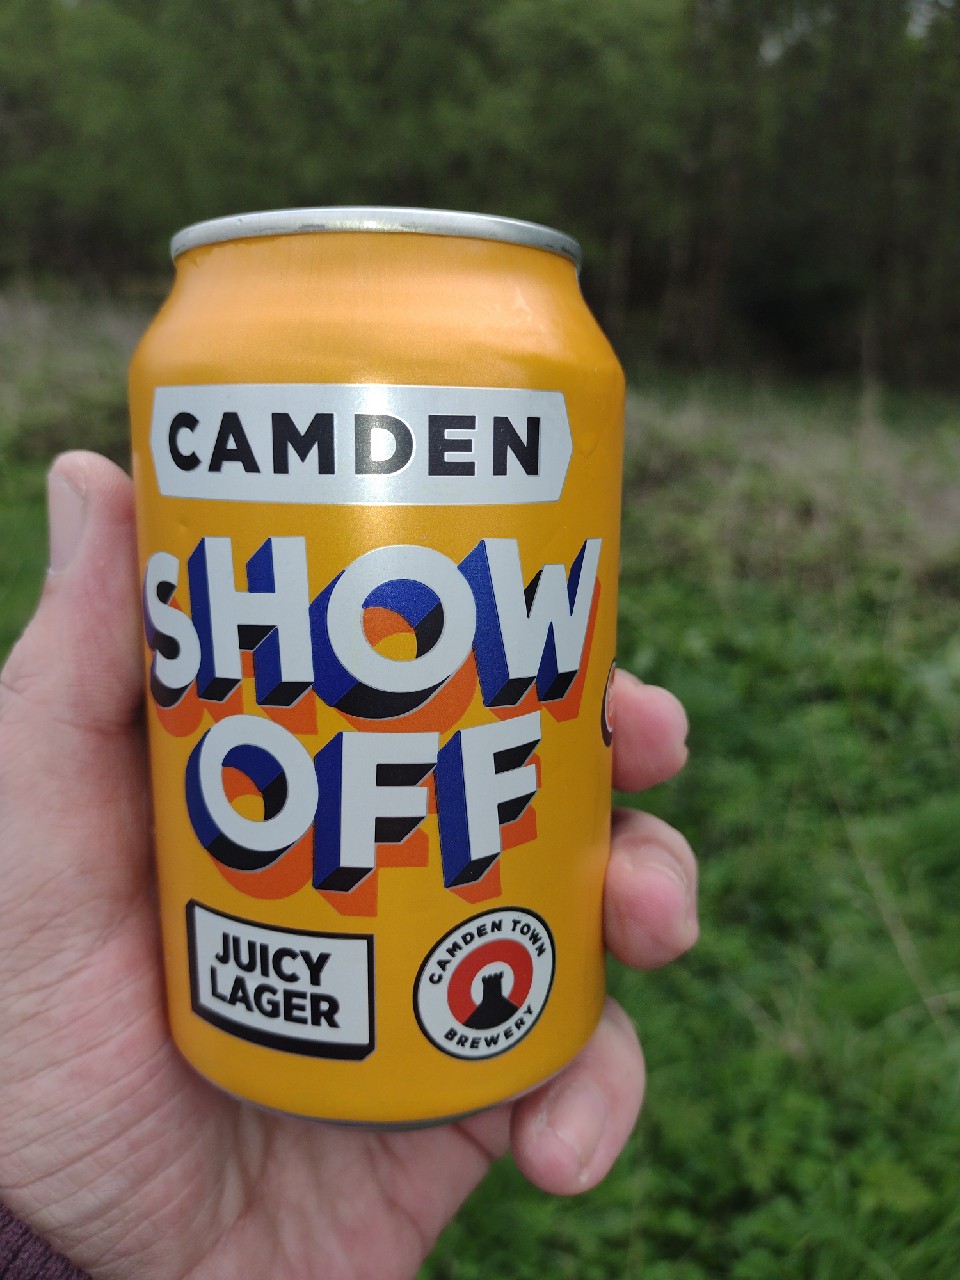 CAMDEN
SHOW
OFF
JUICY
LAGER
CAMDEN TOWN
BREWERY